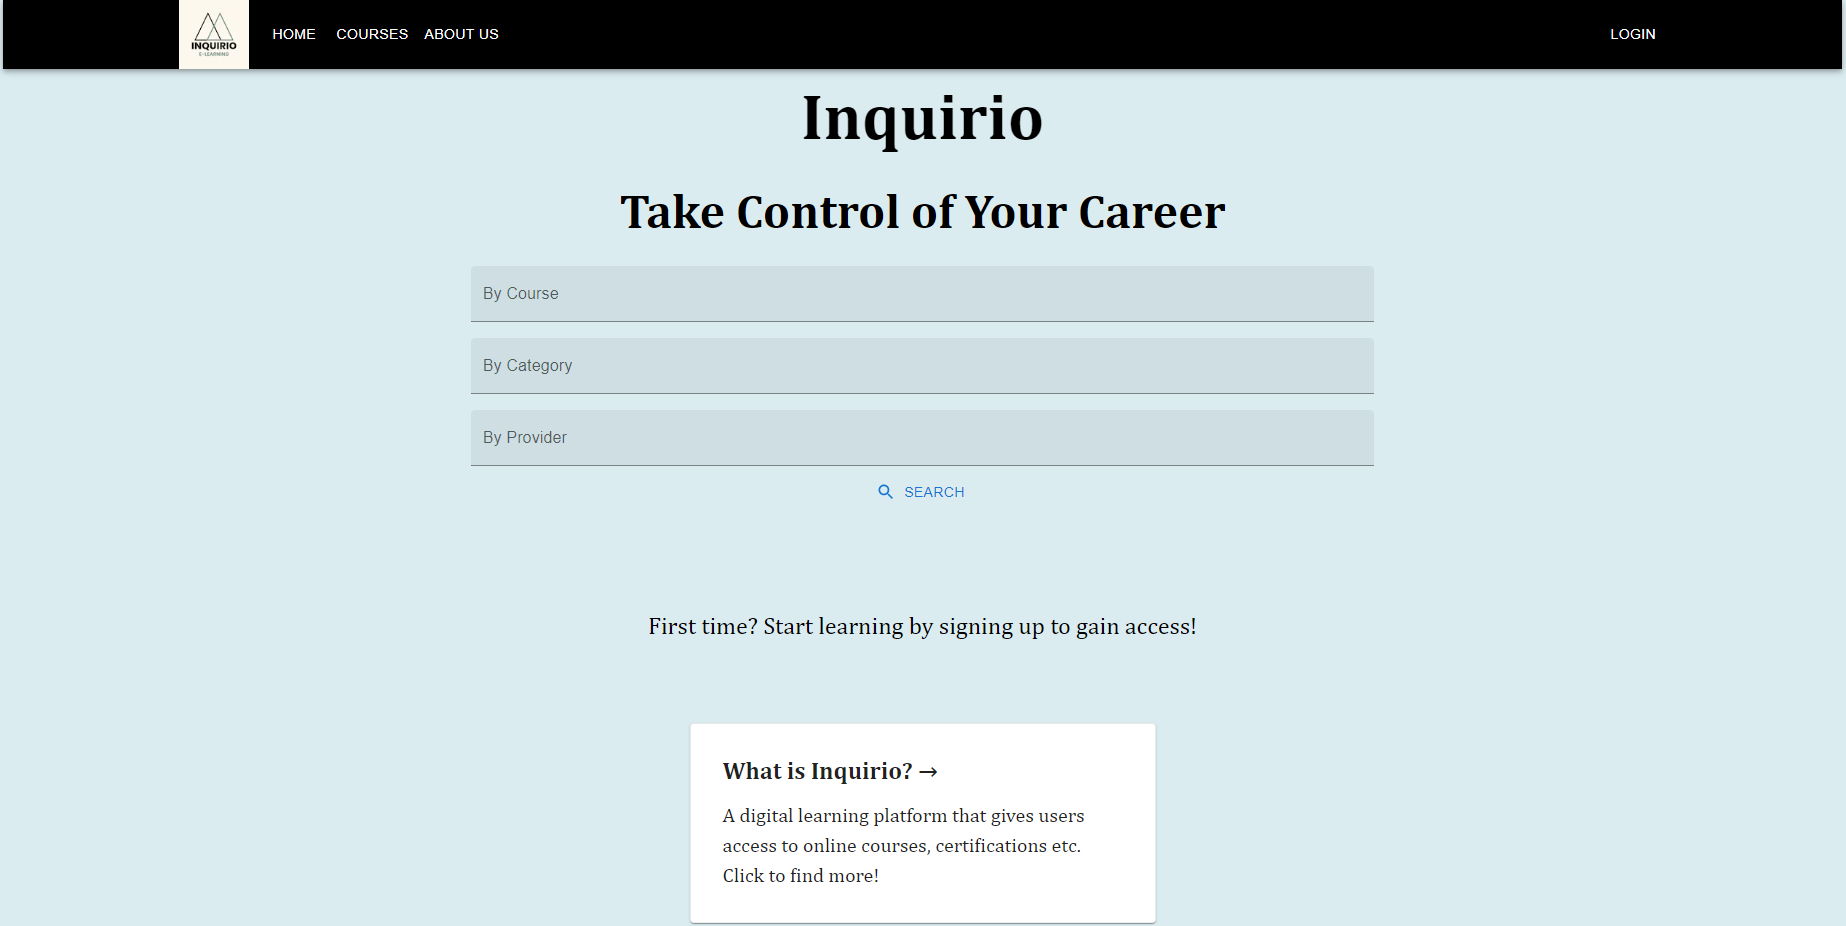 INQUIRIO
E-LEARNING
HOME
COURSES
ABOUT US
LOGIN
Inquirio
Take Control of Your Career
By Course
By Category
By Provider
SEARCH
First time? Start learning by signing up to gain access!
What is Inquirio? →
A digital learning platform that gives users
access to online courses, certifications etc.
Click to find more!